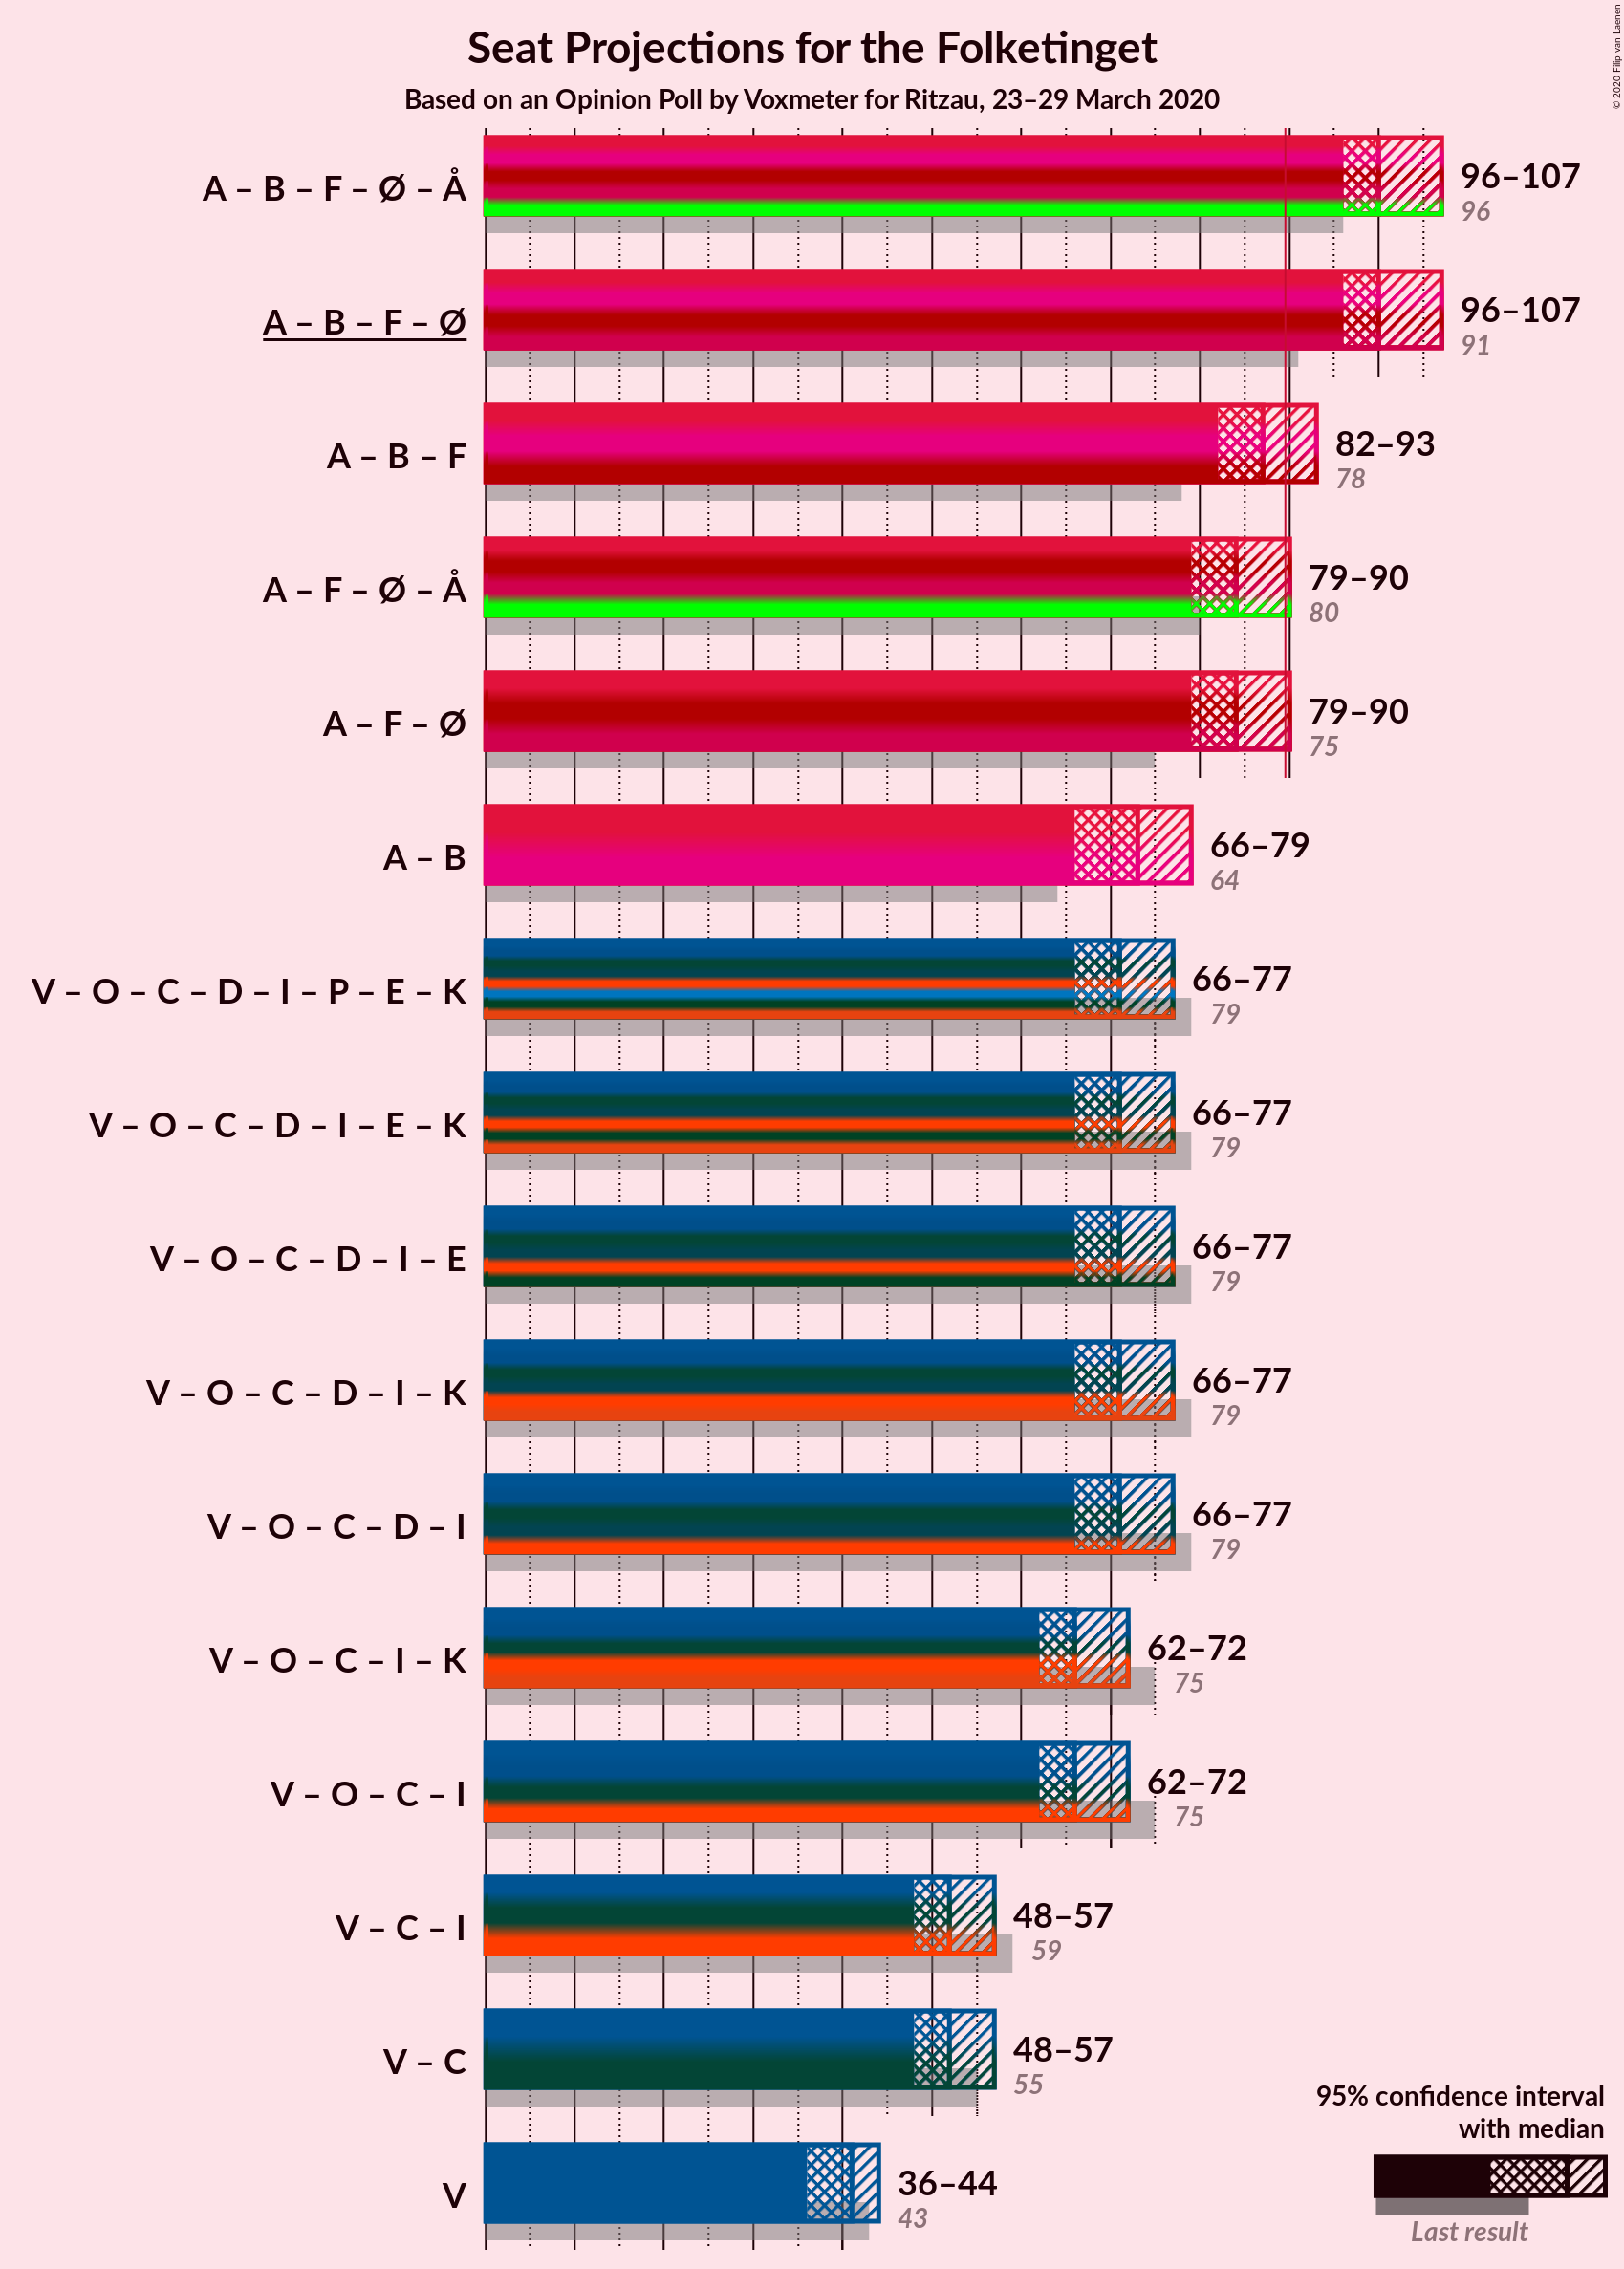 Seat Projections for the Folketinget
Based on an Opinion Poll by Voxmeter for Ritzau, 23–29 March 2020
© 2020 Filip van Laenen
A – B – F – Ø – Å
96–107
96
A – B – F – Ø
96–107
91
A – B – F
82–93
78
A – F – Ø – Å
79–90
80
A – F – Ø
79–90
75
A – B
66–79
64
V – O – C – D – I – P – E – K
66–77
79
V – O – C – D – I – E – K
66–77
79
V – O – C – D – I – E
66–77
79
V – O – C – D – I – K
66–77
79
V – O – C – D – I
66–77
79
V – O – C – I – K
62–72
75
V – O – C – I
62–72
75
V – C – I
48–57
59
V – C
48–57
55
V
36–44
43
95% confidence interval
with median
Last result